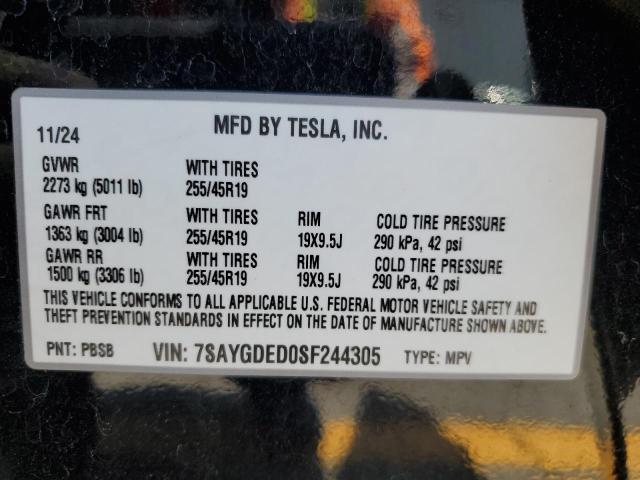 MFD BY TESLA, INC.
11/24
GVWR WITH TIRES
2273 kg (5011 lb) 255/45R19
GAWR FRT WITH TIRES RIM COLD TIRE PRESSURE
1363 kg (3004 lb) 255/45R19 19X9.5J 290 kPa, 42 psi
GAWR RR WITH TIRES RIM COLD TIRE PRESSURE
1500 kg (3306 lb) 255/45R19 19X9.5J 290 kPa, 42 psi
THIS VEHICLE CONFORMS TO ALL APPLICABLE U.S. FEDERAL MOTOR VEHICLE SAFETY AND
THEFT PREVENTION STANDARDS IN EFFECT ON THE DATE OF MANUFACTURE SHOWN ABOVE.
PNT: PBSB VIN: 7SAYGDED0SF244305 TYPE: MPV